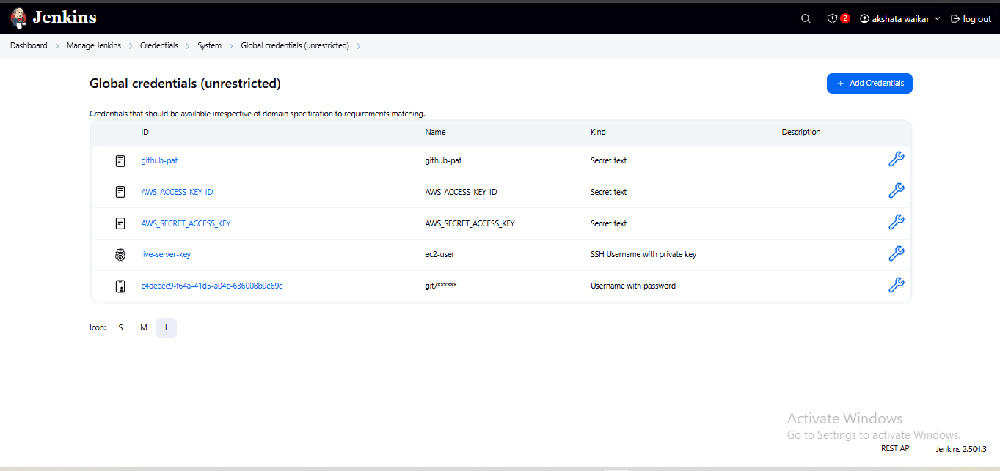 Jenkins
2 akshata waikar log out
Dashboard Manage Jenkins Credentials System Global credentials (unrestricted)
Global credentials (unrestricted)
+ Add Credentials
Credentials that should be available irrespective of domain specification to requirements matching.
ID Name Kind Description
github-pat github-pat Secret text
AWS_ACCESS_KEY_ID AWS_ACCESS_KEY_ID Secret text
AWS_SECRET_ACCESS_KEY AWS_SECRET_ACCESS_KEY Secret text
live-server-key ec2-user SSH Username with private key
c4deeec9-f64a-41d5-a04c-636008b9e69e git/****** Username with password
Icon: S M L
Activate Windows
Go to Settings to activate Windows.
REST API Jenkins 2.504.3